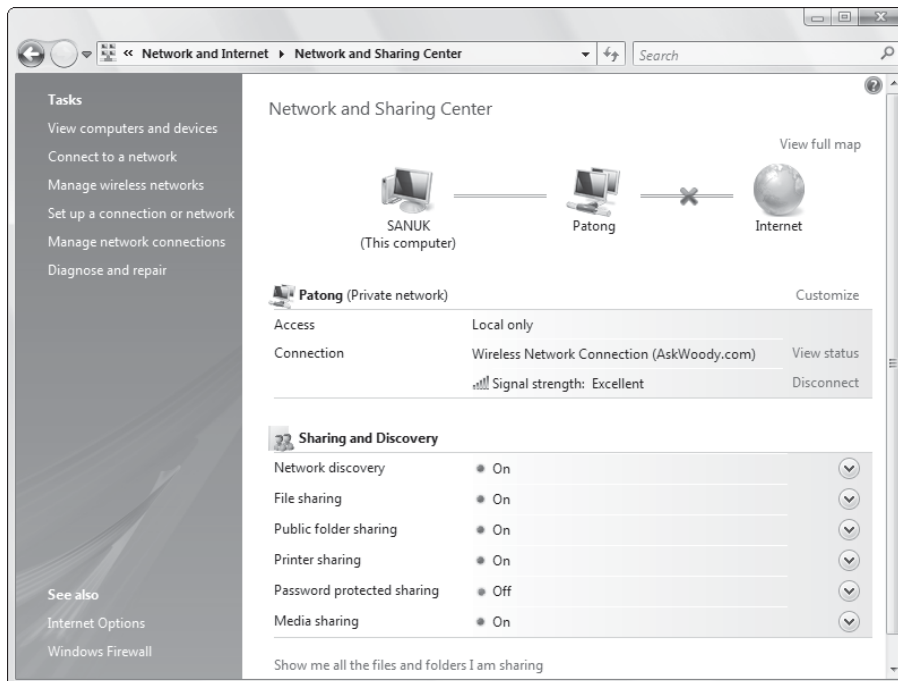 « Network and Internet ▸ Network and Sharing Center
Search
Tasks
View computers and devices
Connect to a network
Manage wireless networks
Set up a connection or network
Manage network connections
Diagnose and repair
See also
Internet Options
Windows Firewall
Network and Sharing Center
View full map
SANUK
(This computer)
Patong
Internet
Patong (Private network) Customize
Access Local only
Connection Wireless Network Connection (AskWoody.com) View status
Signal strength: Excellent Disconnect
Sharing and Discovery
Network discovery On
File sharing On
Public folder sharing On
Printer sharing On
Password protected sharing Off
Media sharing On
Show me all the files and folders I am sharing